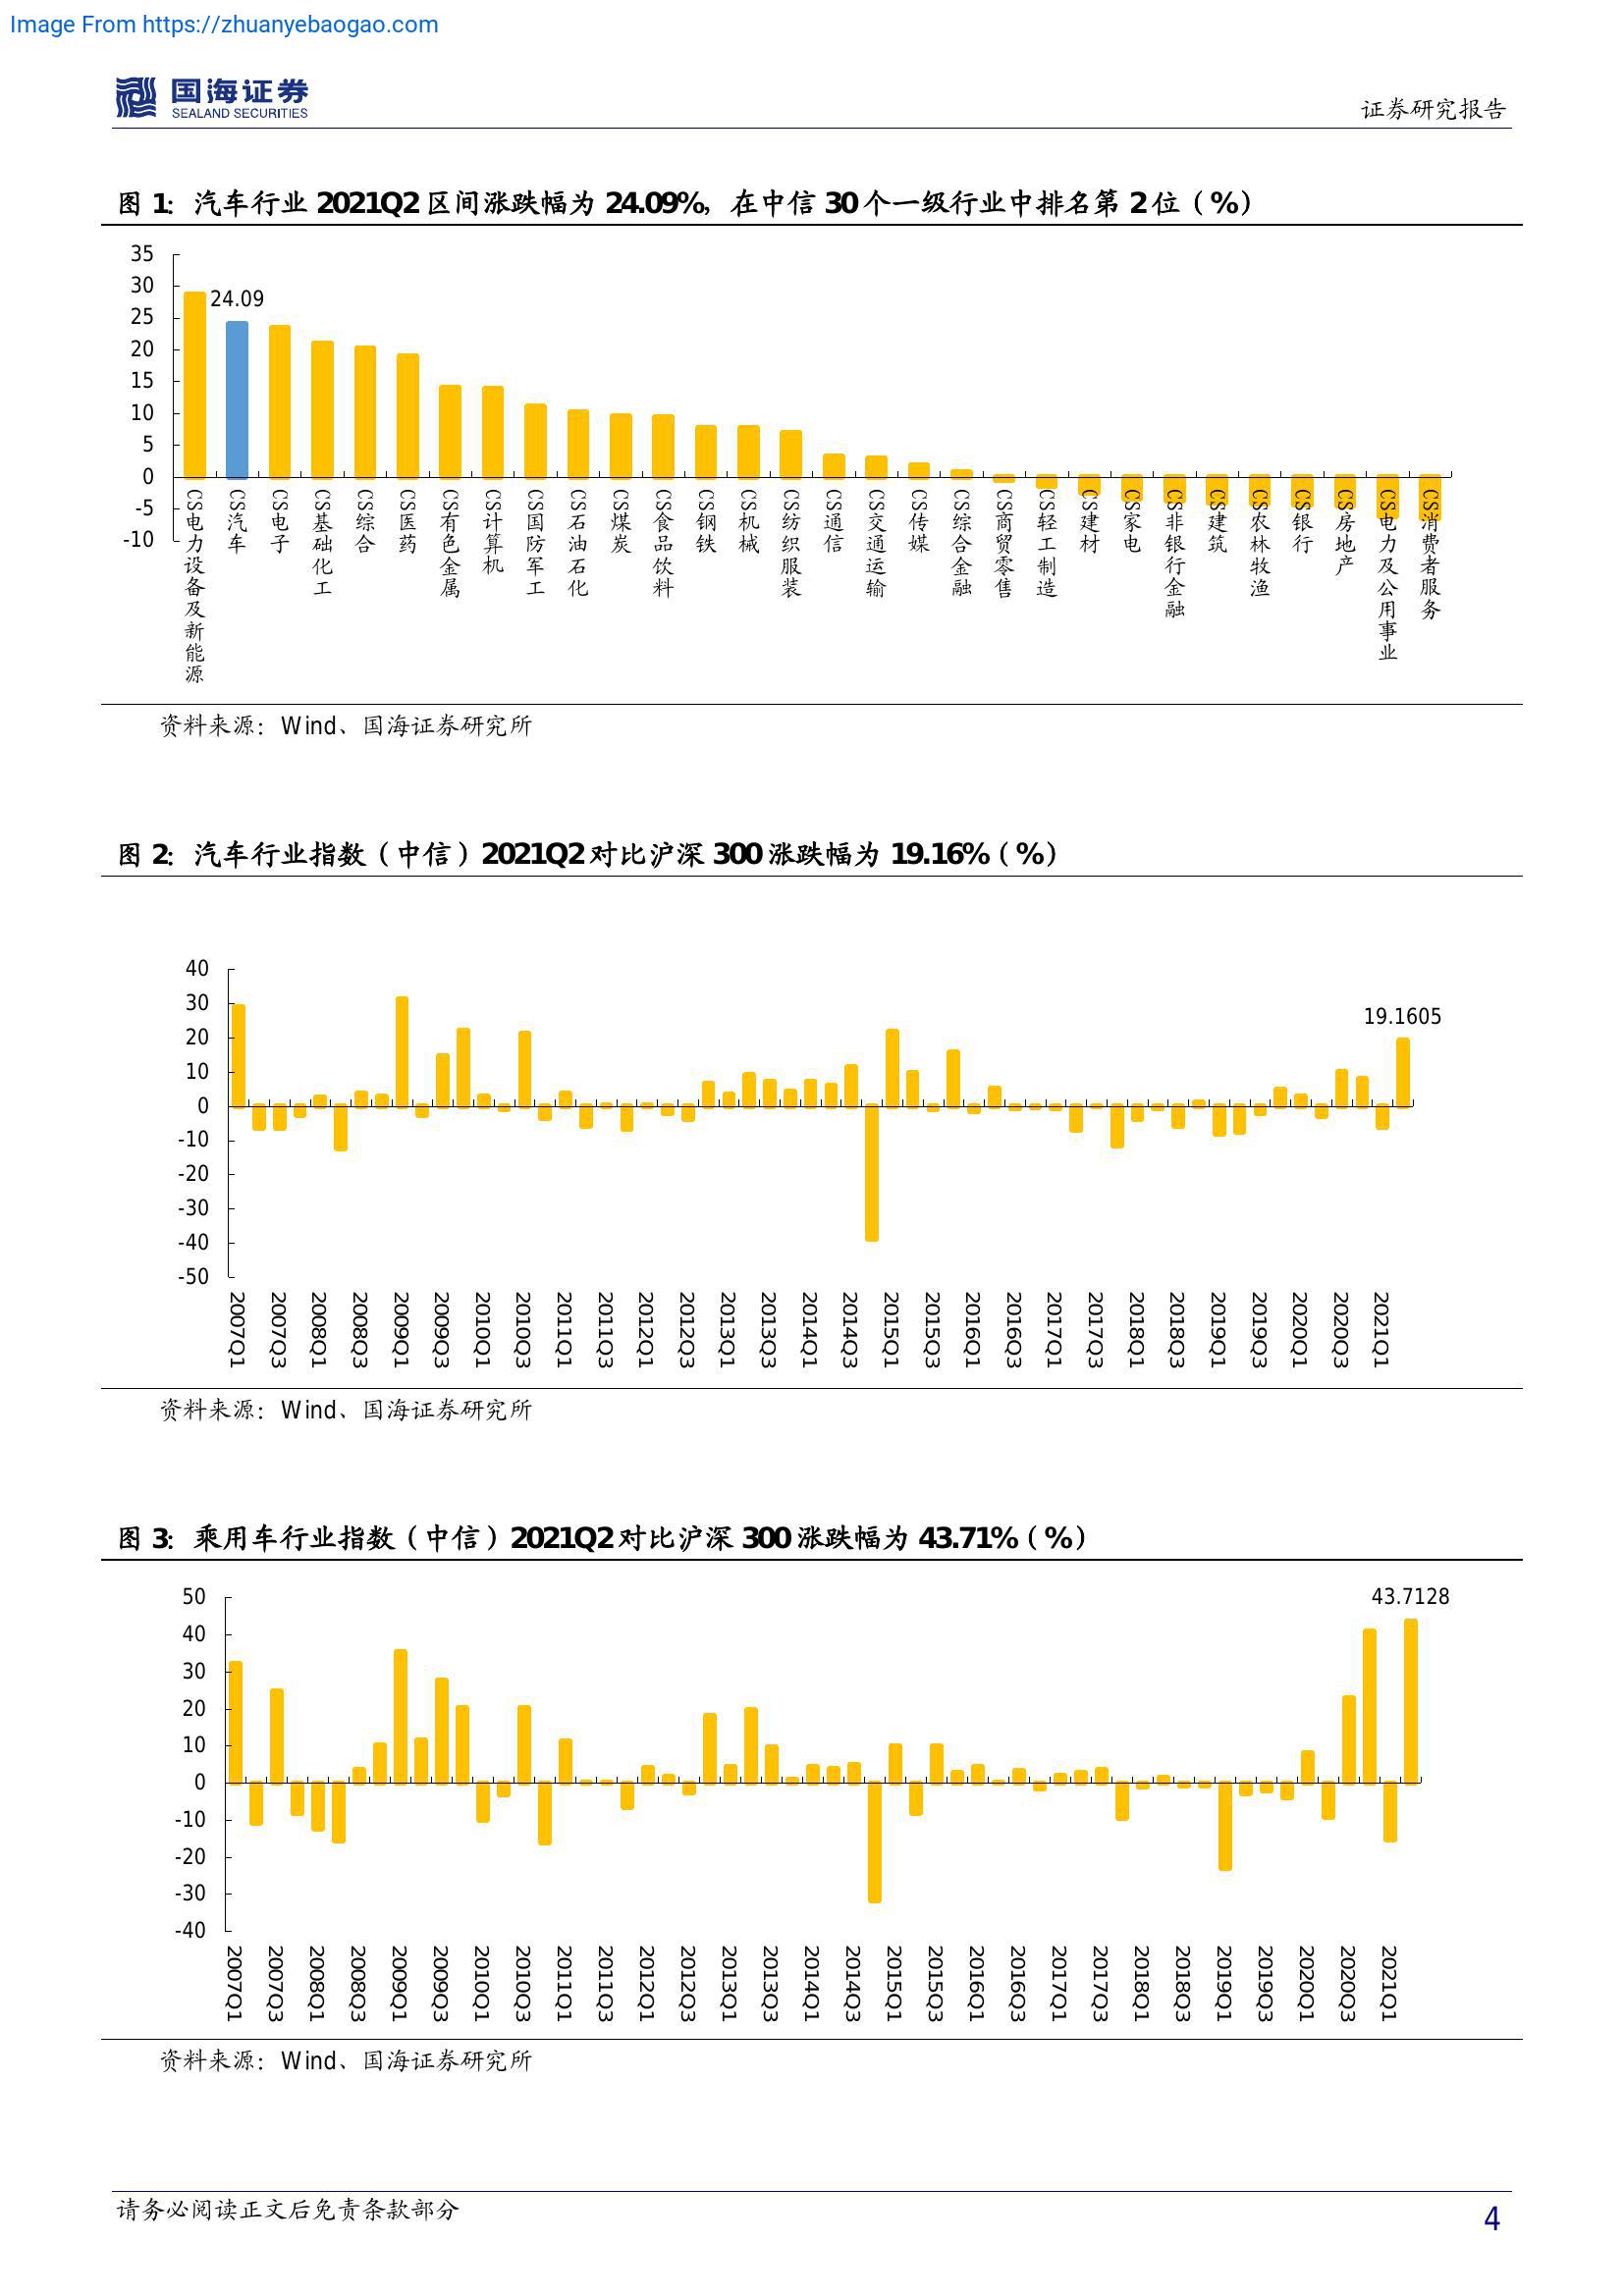 Image From https://zhuanyebaogao.com
国海证券
SEALAND SECURITIES
证券研究报告
图 1：汽车行业 2021Q2 区间涨跌幅为 24.09%，在中信 30 个一级行业中排名第 2 位（%）
35
30
25
20
15
10
5
0
-5
-10
24.09
CS电力设备及新能源
CS汽车
CS电子
CS基础化工
CS综合
CS医药
CS有色金属
CS计算机
CS国防军工
CS石油石化
CS煤炭
CS食品饮料
CS钢铁
CS机械
CS纺织服装
CS通信
CS交通运输
CS传媒
CS综合金融
CS商贸零售
CS轻工制造
CS建材
CS家电
CS非银行金融
CS建筑
CS农林牧渔
CS银行
CS房地产
CS电力及公用事业
CS消费者服务
资料来源：Wind、国海证券研究所
图 2：汽车行业指数（中信）2021Q2 对比沪深 300 涨跌幅为 19.16%（%）
40
30
20
10
0
-10
-20
-30
-40
-50
19.1605
2007Q1
2007Q3
2008Q1
2008Q3
2009Q1
2009Q3
2010Q1
2010Q3
2011Q1
2011Q3
2012Q1
2012Q3
2013Q1
2013Q3
2014Q1
2014Q3
2015Q1
2015Q3
2016Q1
2016Q3
2017Q1
2017Q3
2018Q1
2018Q3
2019Q1
2019Q3
2020Q1
2020Q3
2021Q1
资料来源：Wind、国海证券研究所
图 3：乘用车行业指数（中信）2021Q2 对比沪深 300 涨跌幅为 43.71%（%）
50
40
30
20
10
0
-10
-20
-30
-40
43.7128
2007Q1
2007Q3
2008Q1
2008Q3
2009Q1
2009Q3
2010Q1
2010Q3
2011Q1
2011Q3
2012Q1
2012Q3
2013Q1
2013Q3
2014Q1
2014Q3
2015Q1
2015Q3
2016Q1
2016Q3
2017Q1
2017Q3
2018Q1
2018Q3
2019Q1
2019Q3
2020Q1
2020Q3
2021Q1
资料来源：Wind、国海证券研究所
请务必阅读正文后免责条款部分
4